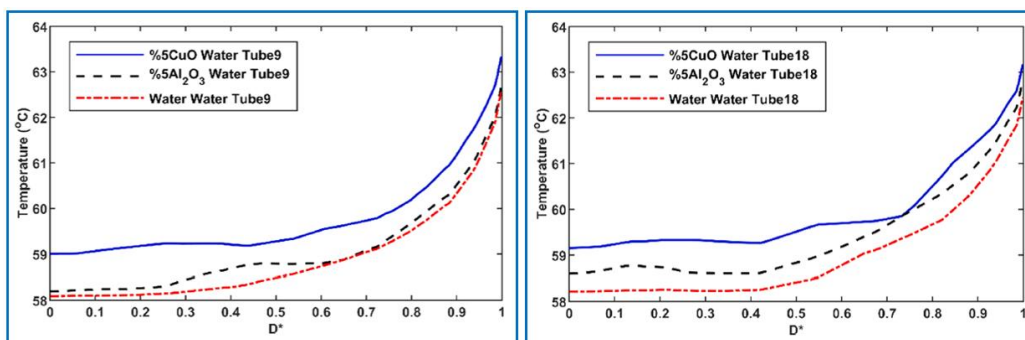 64
63
62
61
60
59
58
Temperature (°C)
%5CuO Water Tube9
%5Al₂O₃ Water Tube9
Water Water Tube9
0 0.1 0.2 0.3 0.4 0.5 0.6 0.7 0.8 0.9 1
D*
64
63
62
61
60
59
58
Temperature (°C)
%5CuO Water Tube18
%5Al₂O₃ Water Tube18
Water Water Tube18
0 0.1 0.2 0.3 0.4 0.5 0.6 0.7 0.8 0.9 1
D*